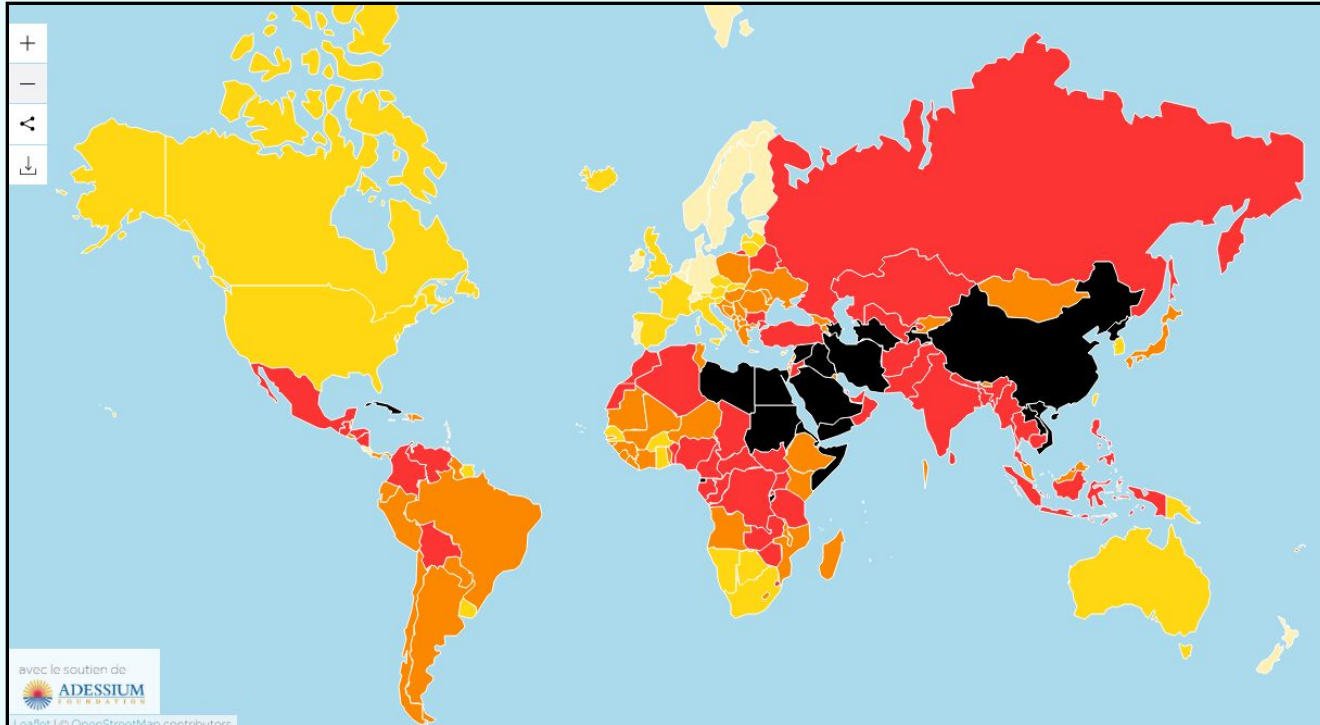 avec le soutien de
ADESSIUM
FOUNDATION
Leaflet | © OpenStreetMap contributors